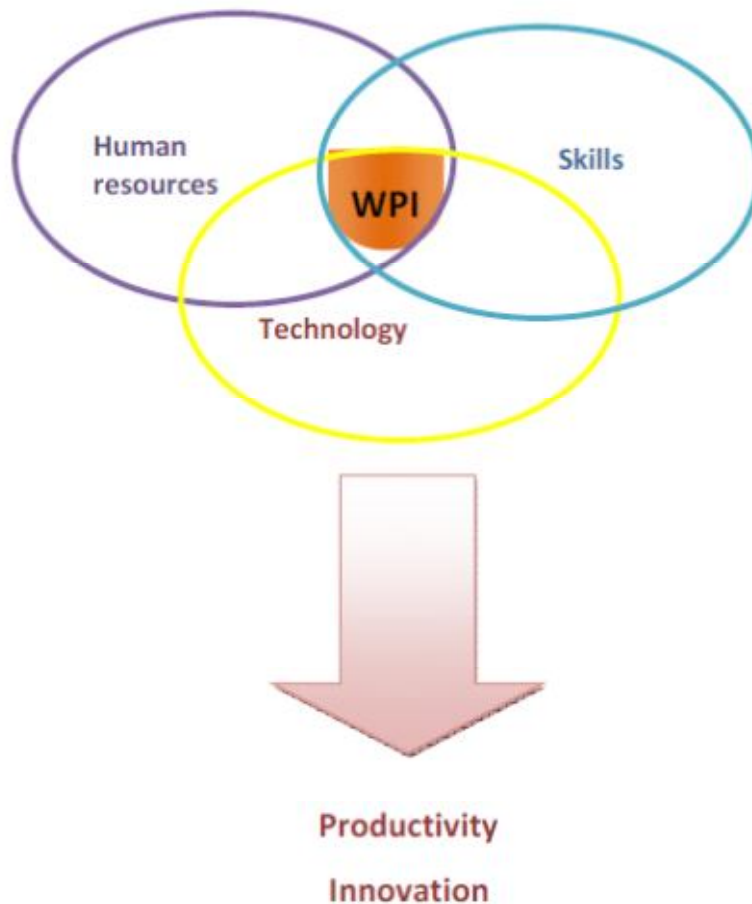 Human
resources
Skills
WPI
Technology
Productivity
Innovation